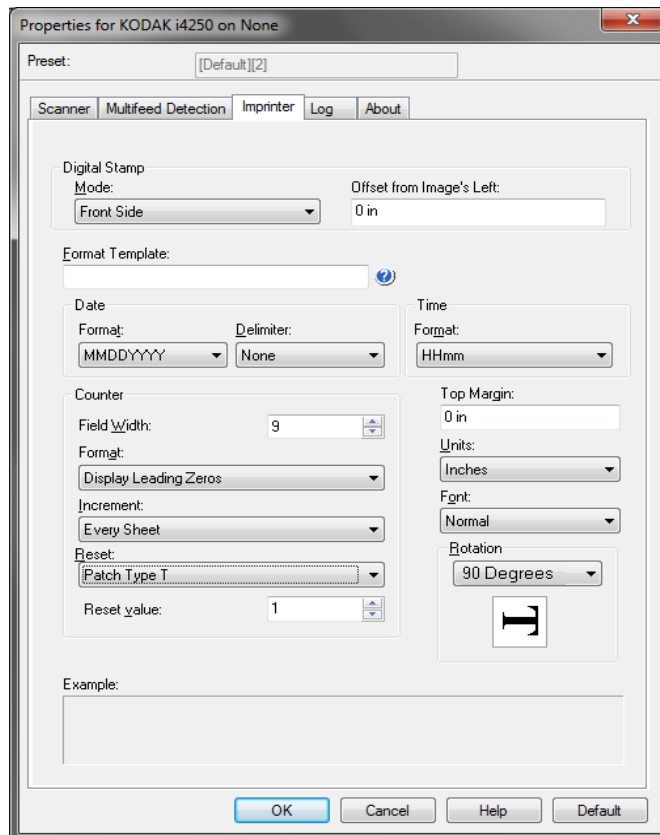 Properties for KODAK i4250 on None
Preset: [Default][2]
Scanner Multifeed Detection Imprinter Log About
Digital Stamp
Mode: Offset from Image's Left:
Front Side 0 in
Format Template:
Date Time
Format: Delimiter: Format:
MMDDYYYY None HHmm
Counter Top Margin:
Field Width: 9 0 in
Format: Units:
Display Leading Zeros Inches
Increment: Font:
Every Sheet Normal
Reset: Rotation
Patch Type T 90 Degrees
Reset value: 1 T
Example:
OK Cancel Help Default